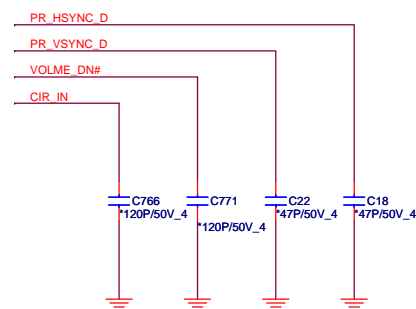 PR_HSYNC_D
PR_VSYNC_D
VOLME_DN#
CIR_IN
C766
*120P/50V_4
C771
*120P/50V_4
C22
*47P/50V_4
C18
*47P/50V_4